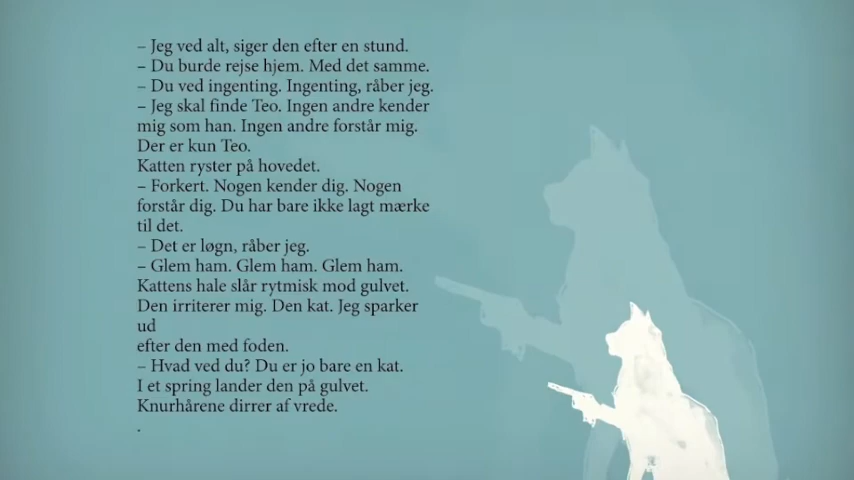 – Jeg ved alt, siger den efter en stund.
– Du burde rejse hjem. Med det samme.
– Du ved ingenting. Ingenting, råber jeg.
– Jeg skal finde Teo. Ingen andre kender
mig som han. Ingen andre forstår mig.
Der er kun Teo.
Katten ryster på hovedet.
– Forkert. Nogen kender dig. Nogen
forstår dig. Du har bare ikke lagt mærke
til det.
– Det er løgn, råber jeg.
– Glem ham. Glem ham. Glem ham.
Kattens hale slår rytmisk mod gulvet.
Den irriterer mig. Den kat. Jeg sparker
ud
efter den med foden.
– Hvad ved du? Du er jo bare en kat.
I et spring lander den på gulvet.
Knurhårene dirrer af vrede.
.